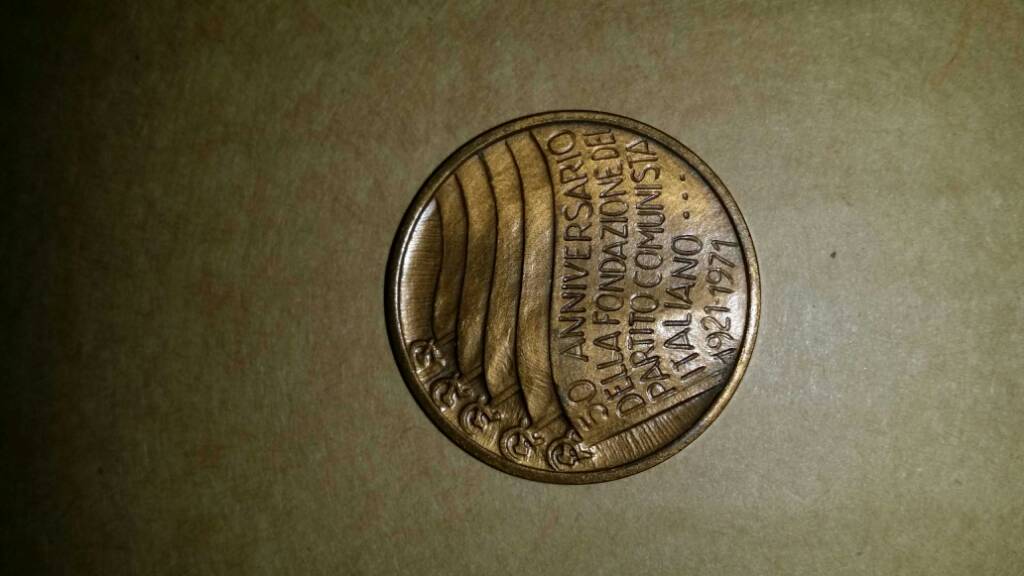 50 ANNIVERSARIO
DELLA FONDAZIONE DEL
PARTITO COMUNISTA
ITALIANO....
1921-1971